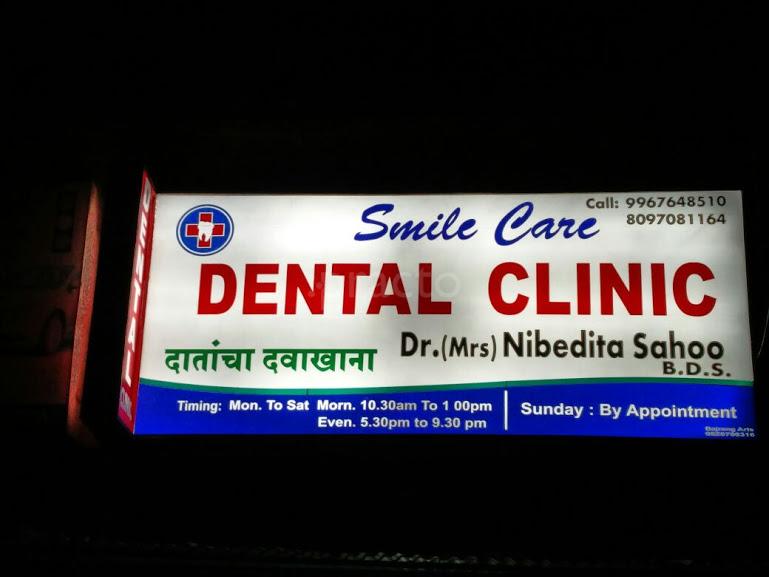 Smile Care
Call: 9967648510
8097081164
DENTAL CLINIC
दातांचा दवाखाना
Dr.(Mrs) Nibedita Sahoo
B.D.S.
Timing: Mon. To Sat Morn. 10.30am To 1 00pm
Even. 5.30pm to 9.30 pm
Sunday : By Appointment
DENTAL